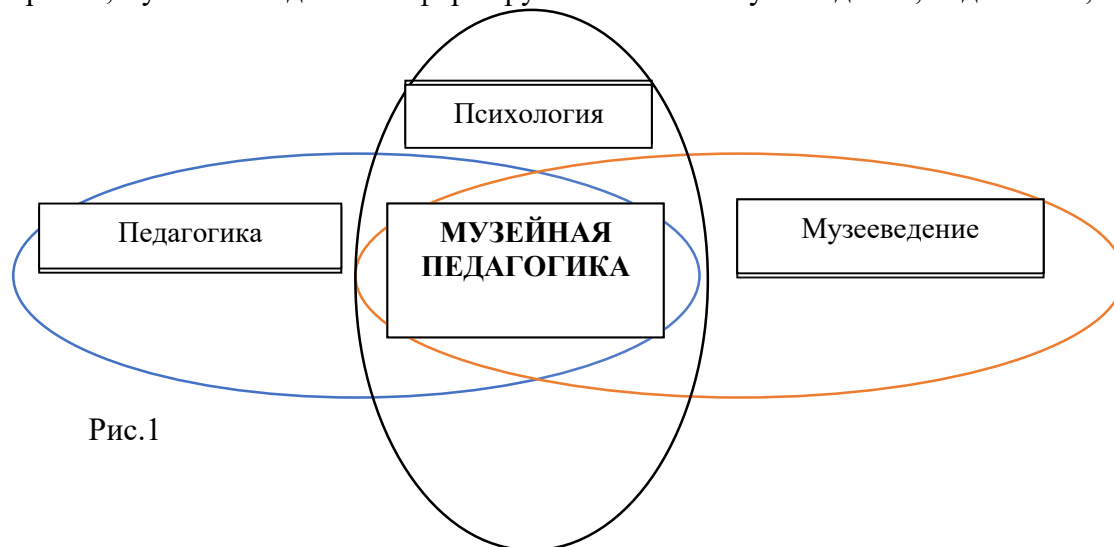 Психология
Педагогика
МУЗЕЙНАЯ
ПЕДАГОГИКА
Музееведение
Рис.1